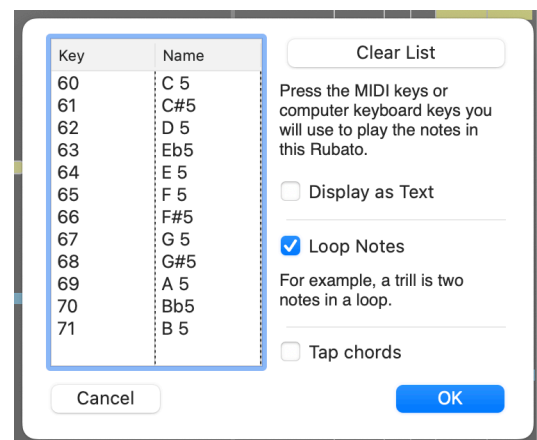 Key Name
60 C 5
61 C#5
62 D 5
63 Eb5
64 E 5
65 F 5
66 F#5
67 G 5
68 G#5
69 A 5
70 Bb5
71 B 5
Clear List
Press the MIDI keys or
computer keyboard keys you
will use to play the notes in
this Rubato.
Display as Text
Loop Notes
For example, a trill is two
notes in a loop.
Tap chords
Cancel
OK